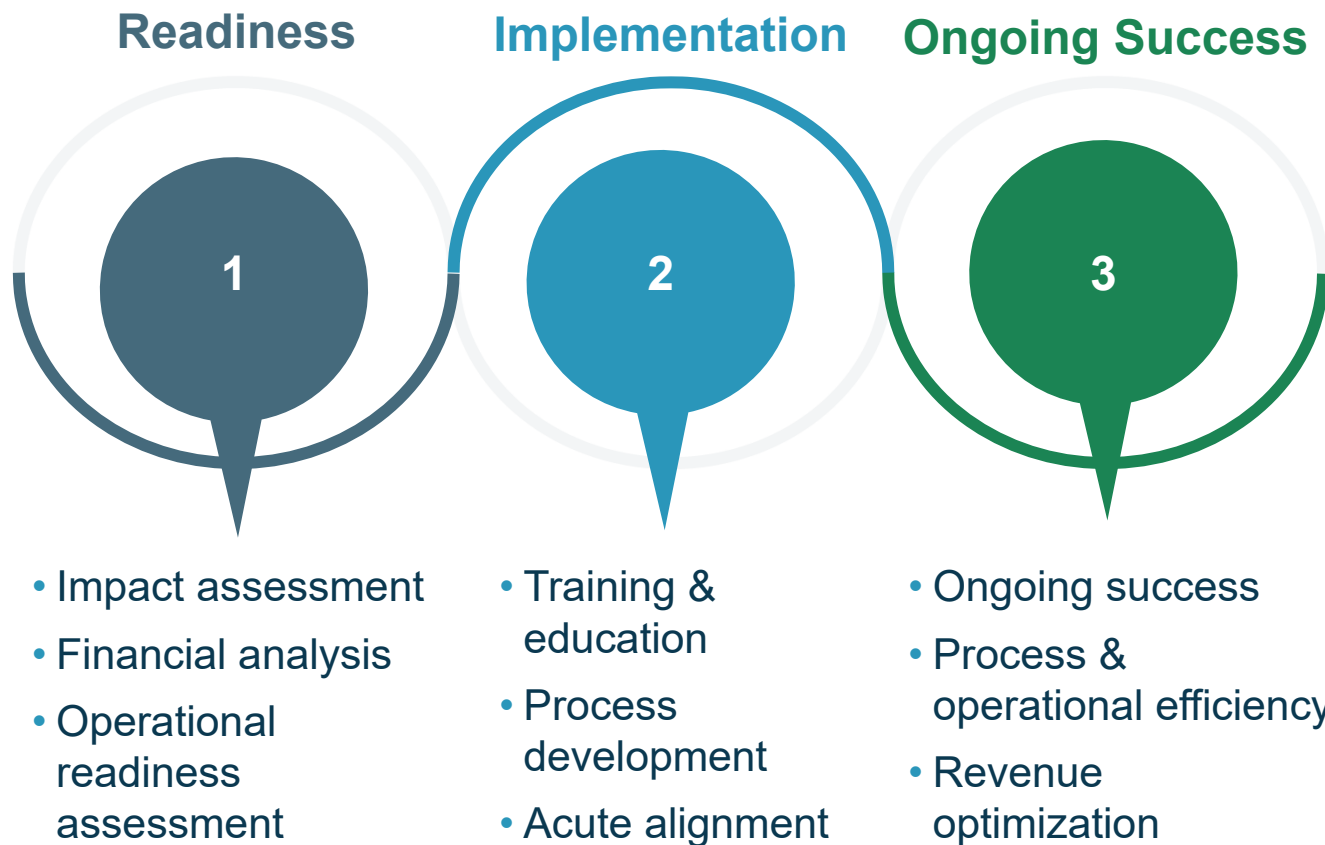 Readiness
Implementation
Ongoing Success
1
2
3
• Impact assessment
• Financial analysis
• Operational
readiness
assessment
• Training &
education
• Process
development
• Acute alignment
• Ongoing success
• Process &
operational efficiency
• Revenue
optimization